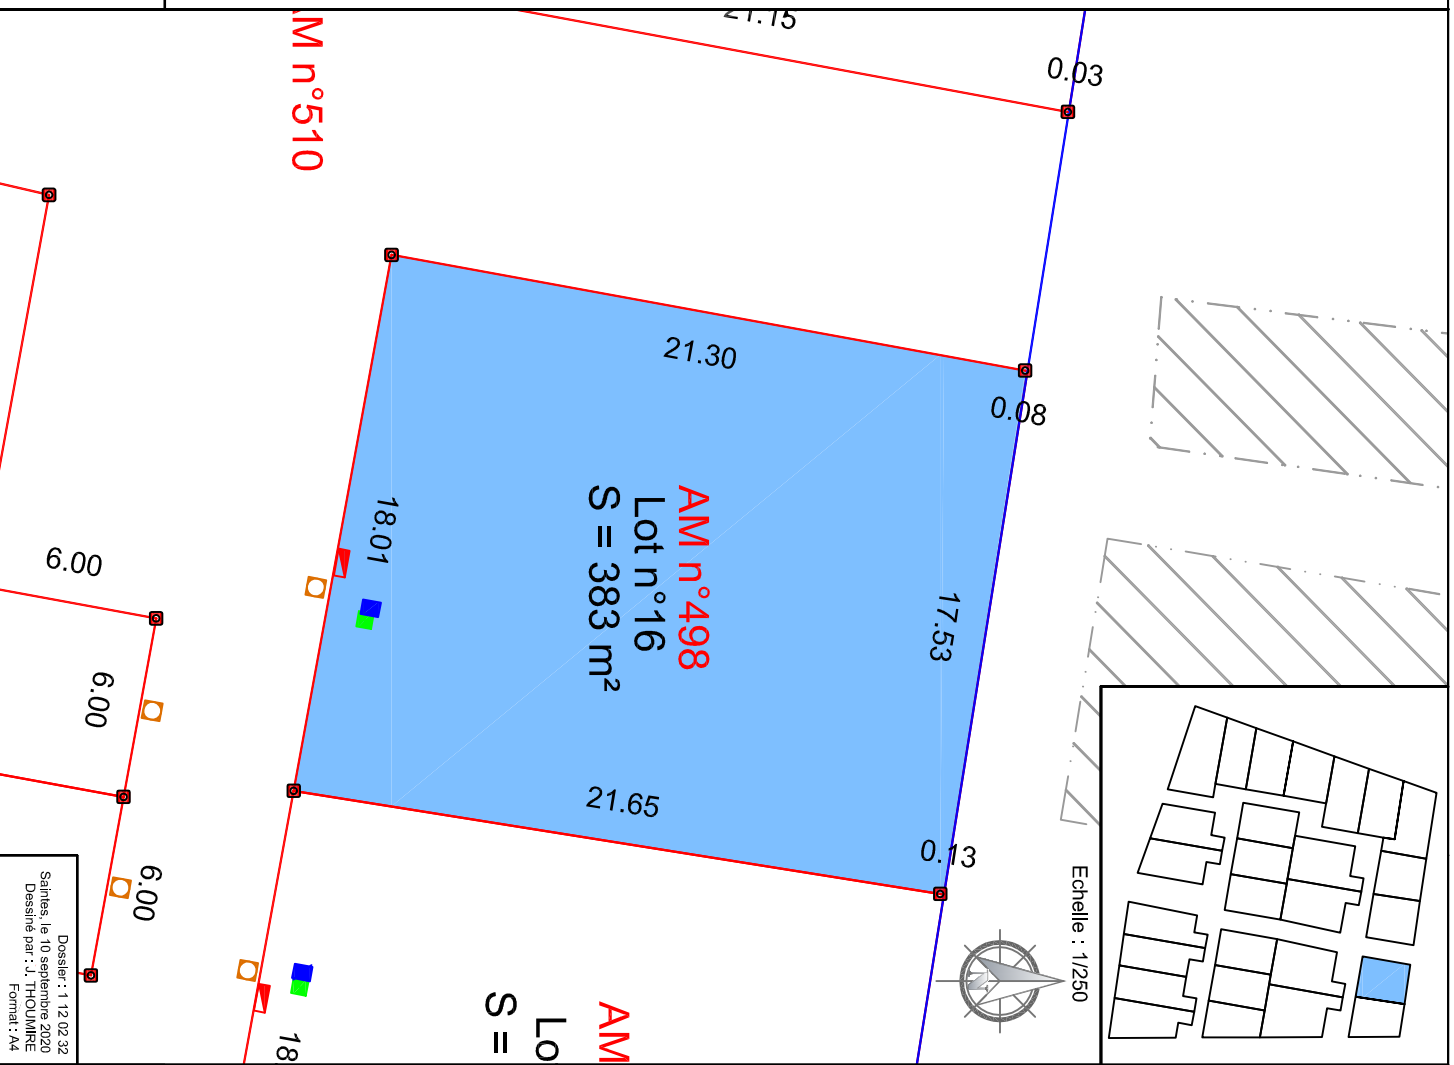 21.15
0.03
AM n°510
21.30
0.08
AM n°498
Lot n°16
S = 383 m²
18.01
17.53
6.00
6.00
21.65
0.13
6.00
Echelle : 1/250
AM
Lo
S =
18
Dossier : 1 12 02 32
Saintes, le 10 septembre 2020
Dessiné par : J. THOUMIRE
Format : A4